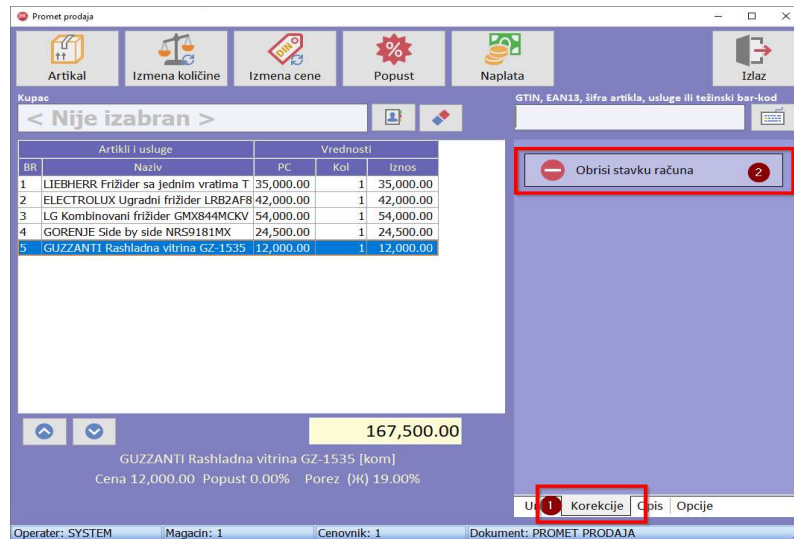 Promet prodaja
Artikal
Izmena količine
Izmena cene
Popust
Naplata
Izlaz
Kupac
< Nije izabran >
GTIN, EAN13, šifra artikla, usluge ili težinski bar-kod
Artikli i usluge Vrednosti
BR Naziv PC Kol Iznos
1 LIEBHERR Frižider sa jednim vratima T 35,000.00 1 35,000.00
2 ELECTROLUX Ugradni frižider LRB2AF8 42,000.00 1 42,000.00
3 LG Kombinovani frižider GMX844MCKV 54,000.00 1 54,000.00
4 GORENJE Side by side NRS9181MX 24,500.00 1 24,500.00
5 GUZZANTI Rashladna vitrina GZ-1535 12,000.00 1 12,000.00
Obrisi stavku računa 2
167,500.00
GUZZANTI Rashladna vitrina GZ-1535 [kom]
Cena 12,000.00 Popust 0.00% Porez (Ж) 19.00%
1 Korekcije Opis Opcije
Operater: SYSTEM Magacin: 1 Cenovnik: 1 Dokument: PROMET PRODAJA